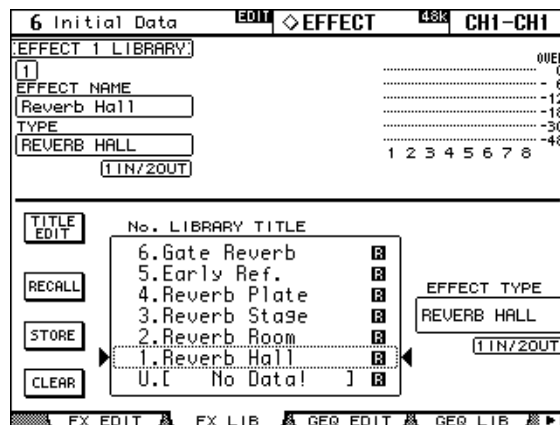 6 Initial Data EDIT ◇EFFECT 48K CH1-CH1
EFFECT 1 LIBRARY
1
EFFECT NAME
Reverb Hall
TYPE
REVERB HALL
1IN/2OUT
OVER
0
-6
-12
-18
-30
-48
1 2 3 4 5 6 7 8
TITLE EDIT
RECALL
STORE
CLEAR
No. LIBRARY TITLE
6.Gate Reverb R
5.Early Ref. R
4.Reverb Plate R
3.Reverb Stage R
2.Reverb Room R
1.Reverb Hall R
U.[ No Data! ] R
EFFECT TYPE
REVERB HALL
1IN/2OUT
FX EDIT FX LIB GEQ EDIT GEQ LIB